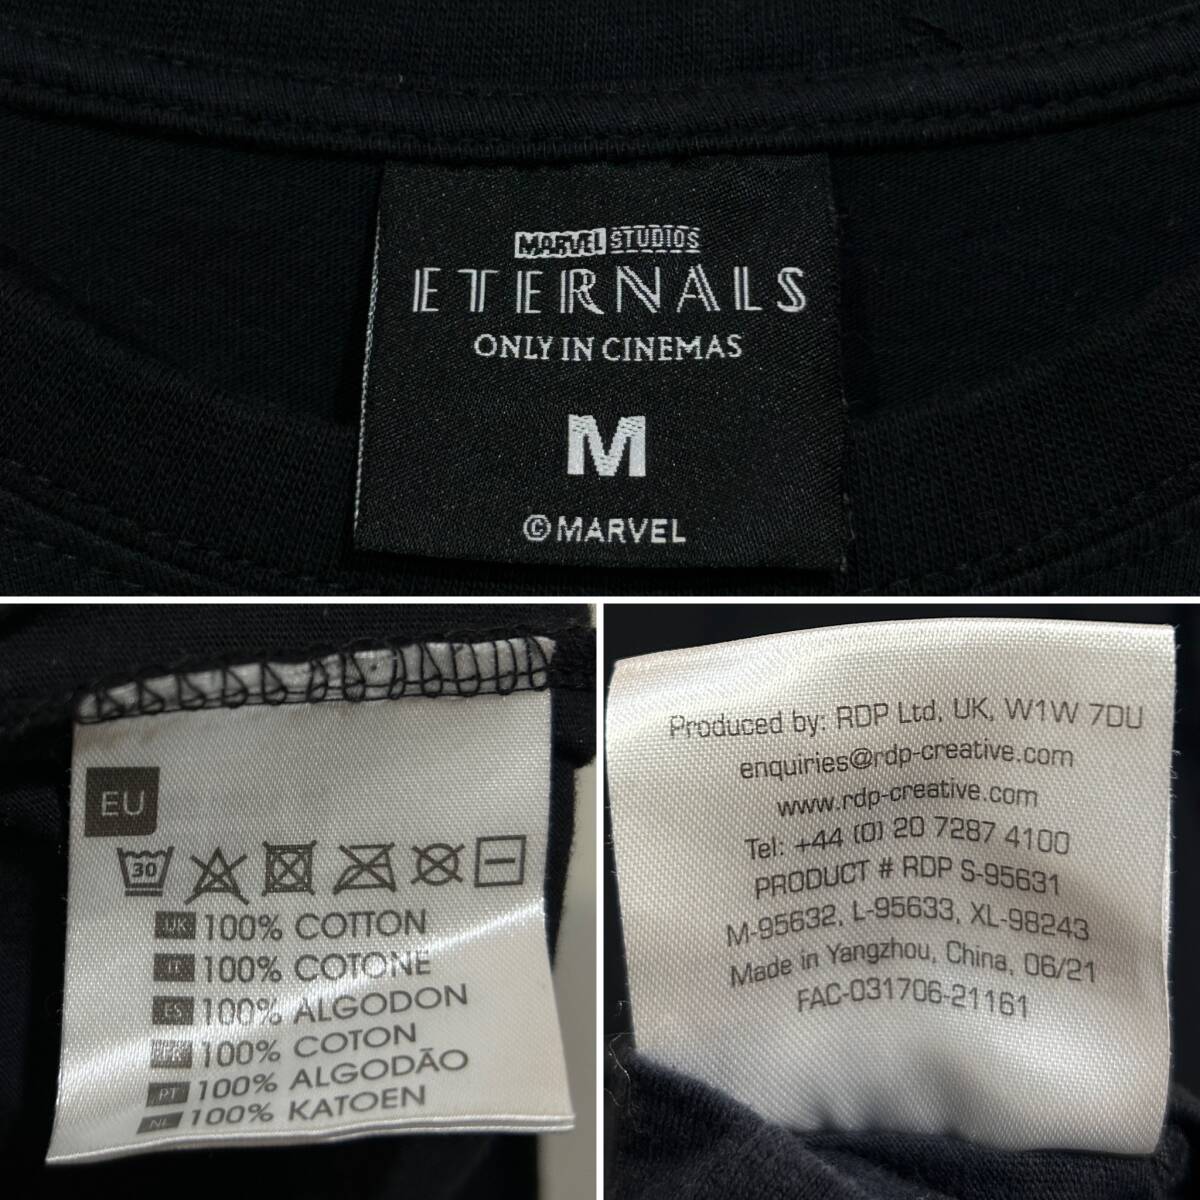 MARVEL STUDIOS
ETERNALS
ONLY IN CINEMAS
M
© MARVEL
EU
30
UK 100% COTTON
IT 100% COTONE
ES 100% ALGODON
FR 100% COTON
PT 100% ALGODÃO
NL 100% KATOEN
Produced by: RDP Ltd, UK, W1W 7DU
enquiries@rdp-creative.com
www.rdp-creative.com
Tel: +44 (0) 20 7287 4100
PRODUCT # RDP S-95631
M-95632, L-95633, XL-98243
Made in Yangzhou, China, 06/21
FAC-031706-21161